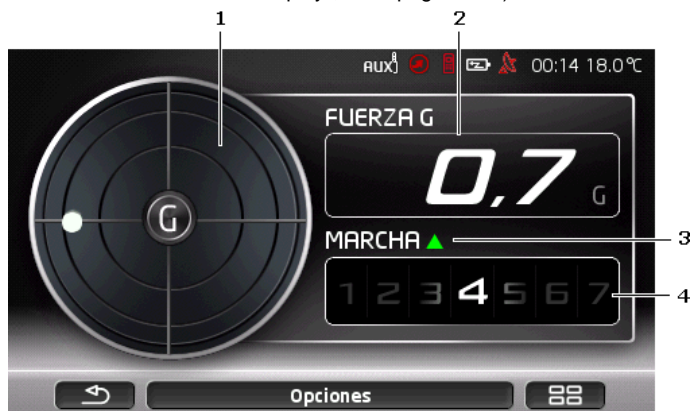 1
2
AUX 00:14 18.0℃
FUERZA G
0,7 G
G
MARCHA
3
1 2 3 4 5 6 7
4
Opciones